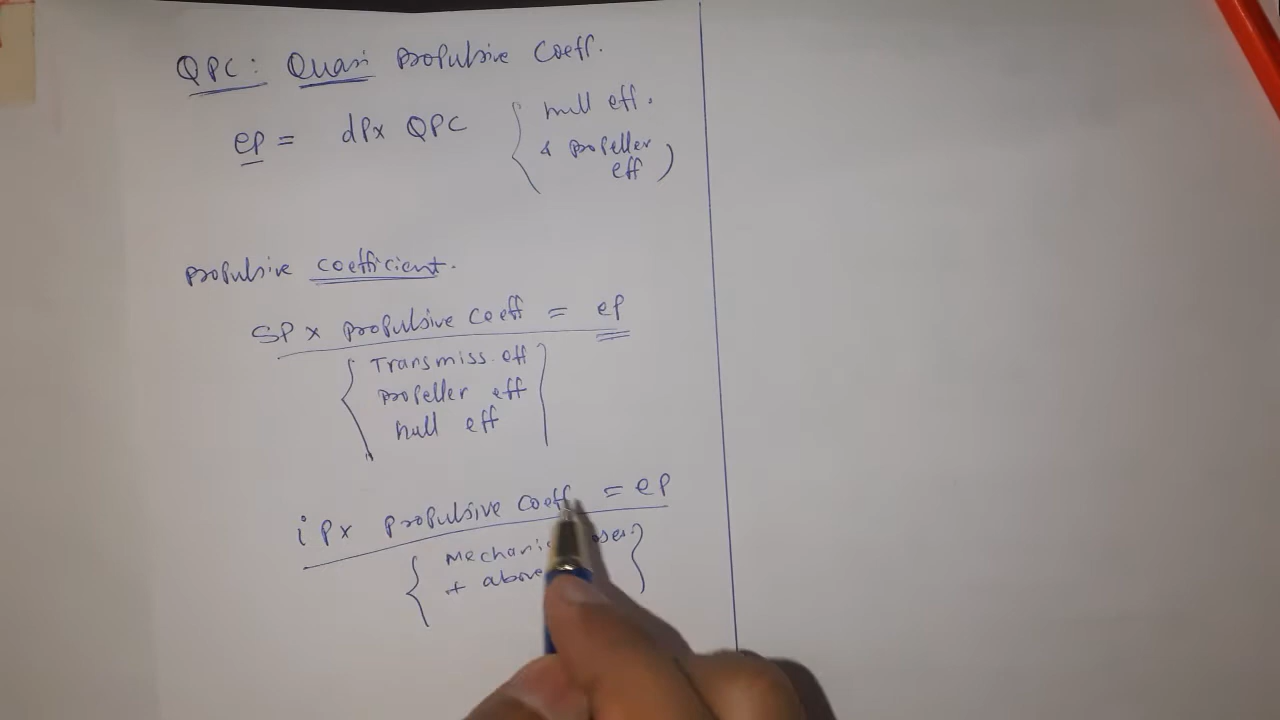 QPC: Quasi propulsive coeff.
ep = dp x QPC { hull eff.
& propeller
eff )
propulsive coefficient.
SP x propulsive coeff = ep
{ Transmiss. eff
propeller eff
hull eff }
ip x propulsive coeff = ep
{
+ above }